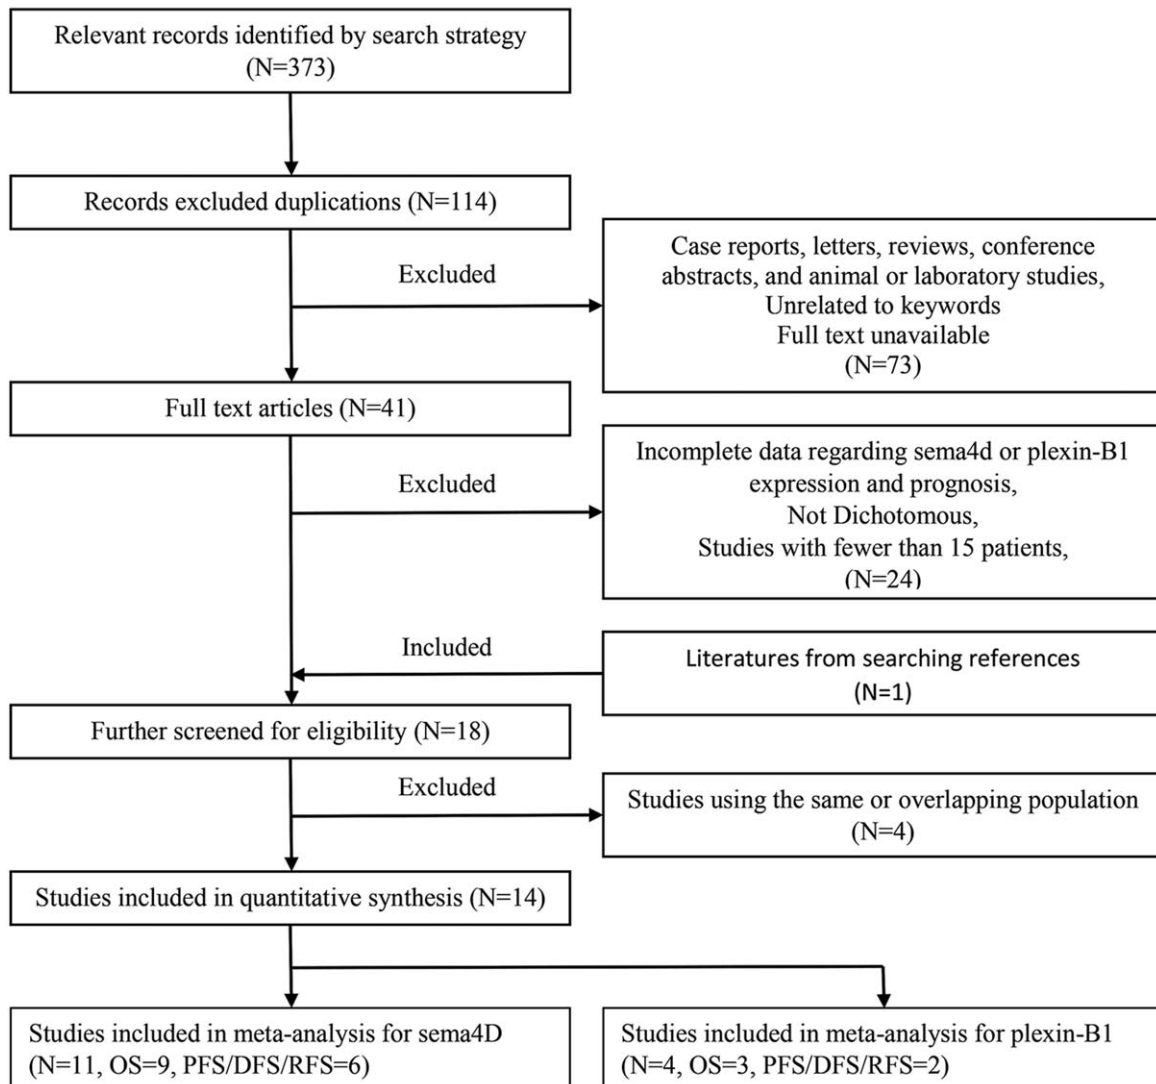 Relevant records identified by search strategy
(N=373)
Records excluded duplications (N=114)
Excluded
Case reports, letters, reviews, conference
abstracts, and animal or laboratory studies,
Unrelated to keywords
Full text unavailable
(N=73)
Full text articles (N=41)
Excluded
Incomplete data regarding sema4d or plexin-B1
expression and prognosis,
Not Dichotomous,
Studies with fewer than 15 patients,
(N=24)
Included
Literatures from searching references
(N=1)
Further screened for eligibility (N=18)
Excluded
Studies using the same or overlapping population
(N=4)
Studies included in quantitative synthesis (N=14)
Studies included in meta-analysis for sema4D
(N=11, OS=9, PFS/DFS/RFS=6)
Studies included in meta-analysis for plexin-B1
(N=4, OS=3, PFS/DFS/RFS=2)